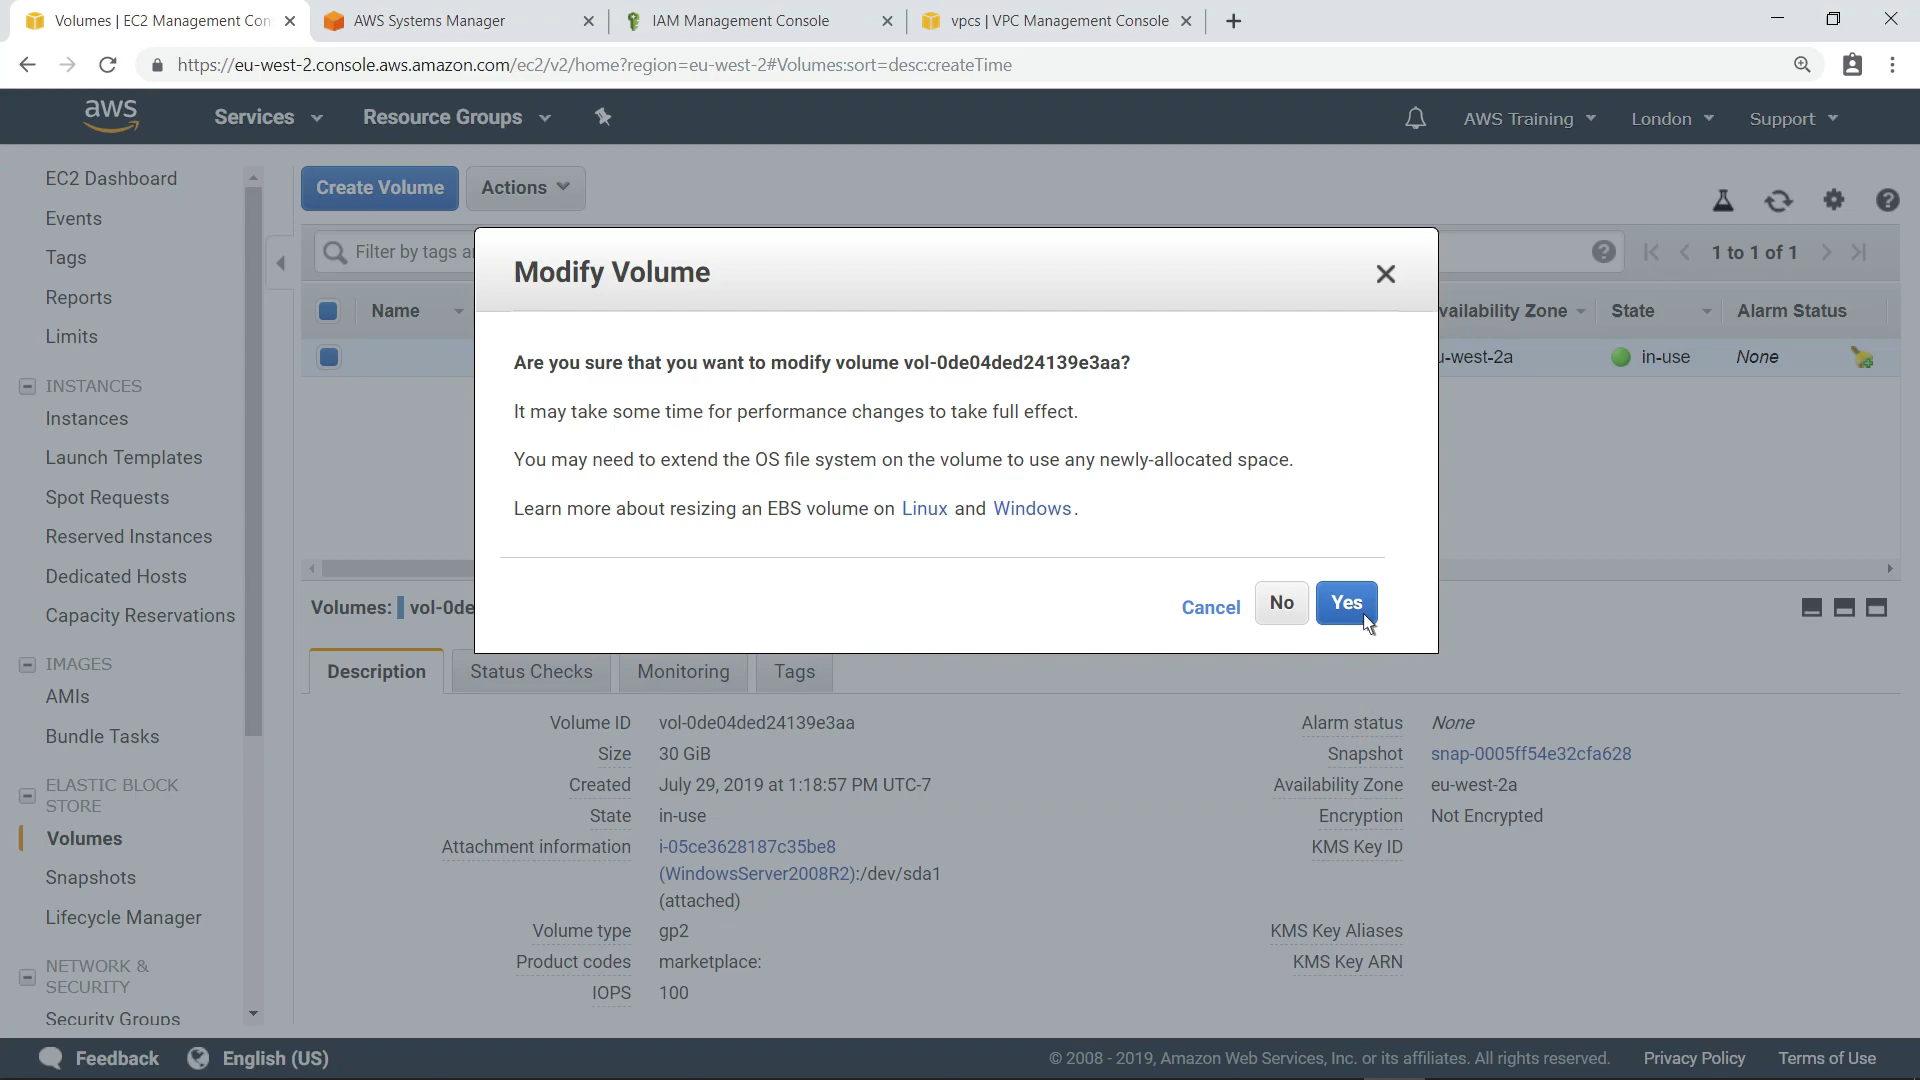 Volumes | EC2 Management Con
AWS Systems Manager
IAM Management Console
vpcs | VPC Management Console
https://eu-west-2.console.aws.amazon.com/ec2/v2/home?region=eu-west-2#Volumes:sort=desc:createTime
aws
Services
Resource Groups
AWS Training
London
Support
EC2 Dashboard
Events
Tags
Reports
Limits
INSTANCES
Instances
Launch Templates
Spot Requests
Reserved Instances
Dedicated Hosts
Capacity Reservations
IMAGES
AMIs
Bundle Tasks
ELASTIC BLOCK
STORE
Volumes
Snapshots
Lifecycle Manager
NETWORK &
SECURITY
Security Groups
Create Volume
Actions
Filter by tags
1 to 1 of 1
Name
vailability Zone
State
Alarm Status
-west-2a
in-use
None
Modify Volume
Are you sure that you want to modify volume vol-0de04ded24139e3aa?
It may take some time for performance changes to take full effect.
You may need to extend the OS file system on the volume to use any newly-allocated space.
Learn more about resizing an EBS volume on Linux and Windows.
Cancel
No
Yes
Volumes: vol-0de
Description
Status Checks
Monitoring
Tags
Volume ID vol-0de04ded24139e3aa
Size 30 GiB
Created July 29, 2019 at 1:18:57 PM UTC-7
State in-use
Attachment information i-05ce3628187c35be8
(WindowsServer2008R2):/dev/sda1
(attached)
Volume type gp2
Product codes marketplace:
IOPS 100
Alarm status None
Snapshot snap-0005ff54e32cfa628
Availability Zone eu-west-2a
Encryption Not Encrypted
KMS Key ID
KMS Key Aliases
KMS Key ARN
Feedback
English (US)
© 2008 - 2019, Amazon Web Services, Inc. or its affiliates. All rights reserved.
Privacy Policy
Terms of Use